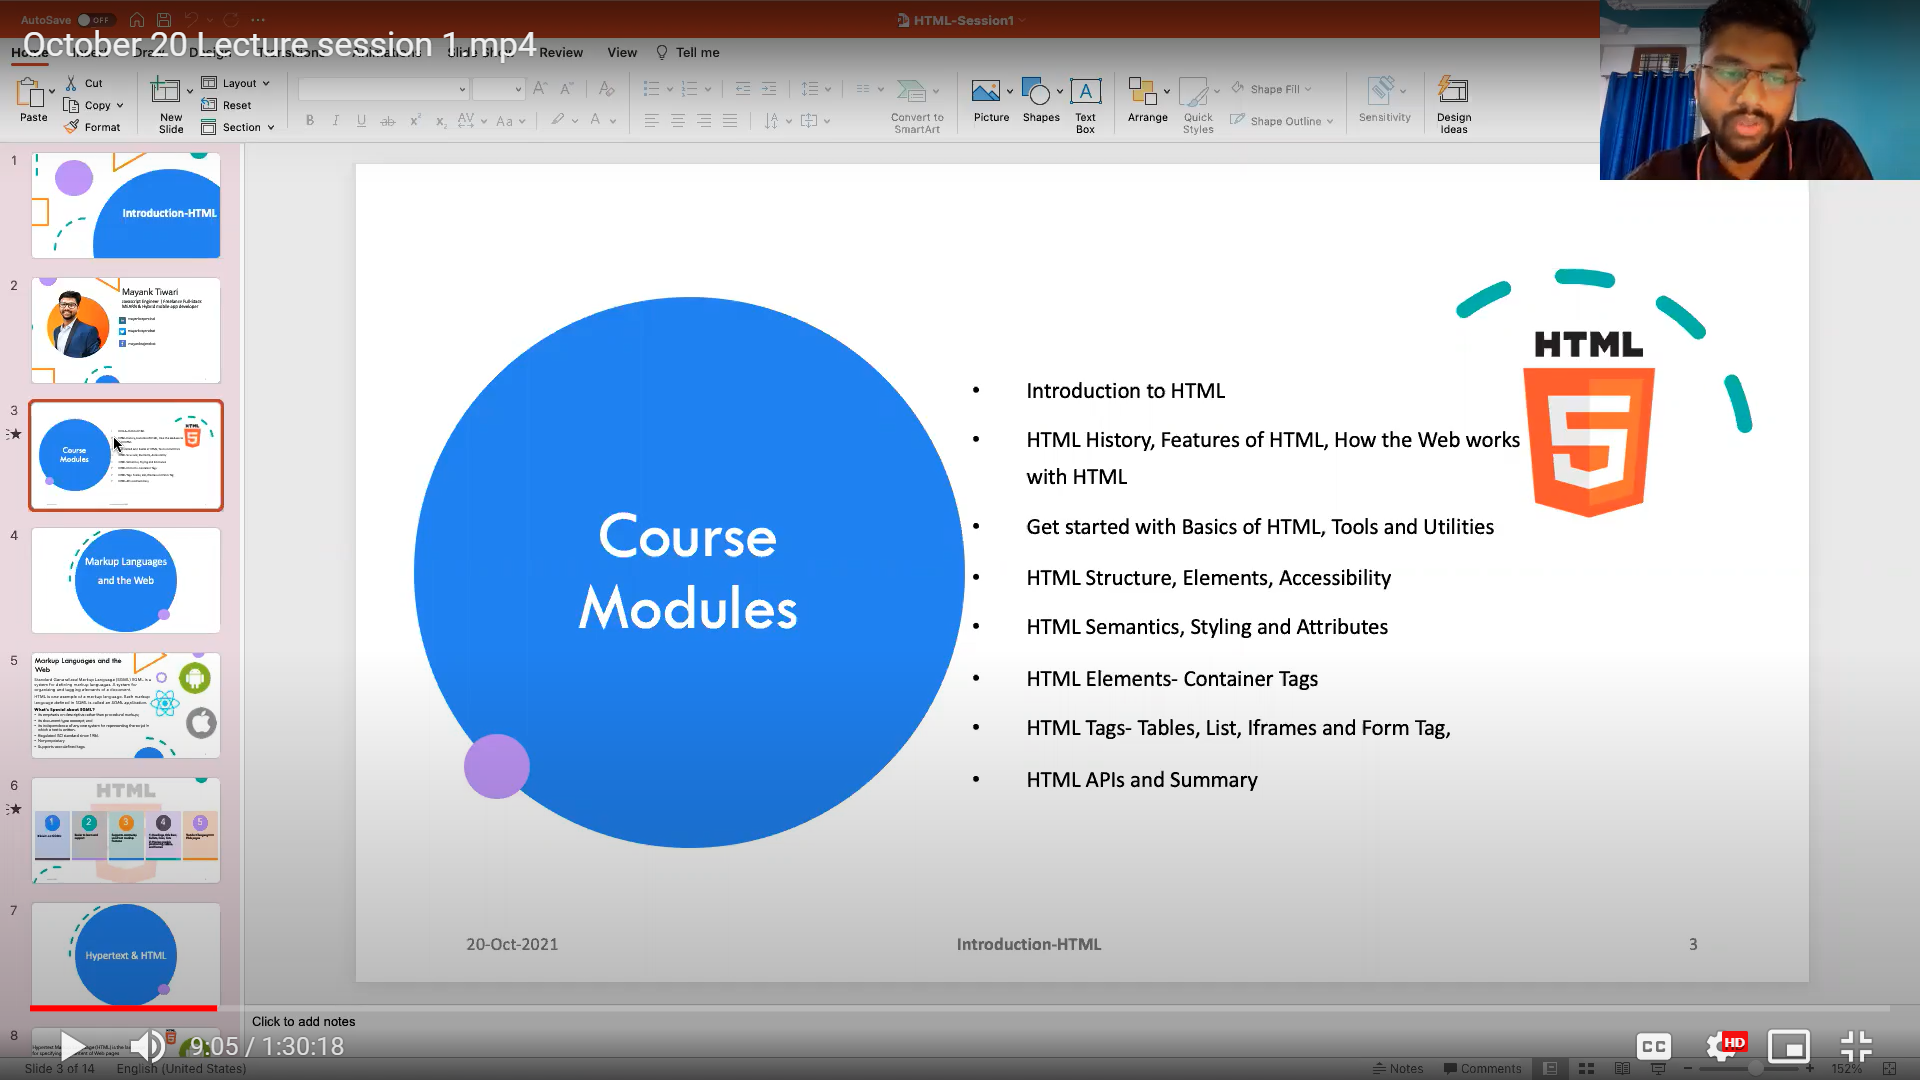 AutoSave OFF
HTML-Session1
October 20 Lecture session 1.mp4
Review View Tell me
Paste
Cut
Copy
Format
New Slide
Layout
Reset
Section
Convert to SmartArt
Picture
Shapes
Text Box
Arrange
Quick Styles
Shape Fill
Shape Outline
Sensitivity
Design Ideas
1
Introduction-HTML
2
Mayank Tiwari
3
Course
Modules
HTML
4
Markup Languages
and the Web
5
Markup Languages and the
Web
6
HTML
1 2 3 4 5
7
Hypertext & HTML
8
Course
Modules
HTML
• Introduction to HTML
• HTML History, Features of HTML, How the Web works
with HTML
• Get started with Basics of HTML, Tools and Utilities
• HTML Structure, Elements, Accessibility
• HTML Semantics, Styling and Attributes
• HTML Elements- Container Tags
• HTML Tags- Tables, List, Iframes and Form Tag,
• HTML APIs and Summary
20-Oct-2021
Introduction-HTML
3
Click to add notes
9:05 / 1:30:18
CC
HD
Slide 3 of 14
English (United States)
Notes
Comments
152%